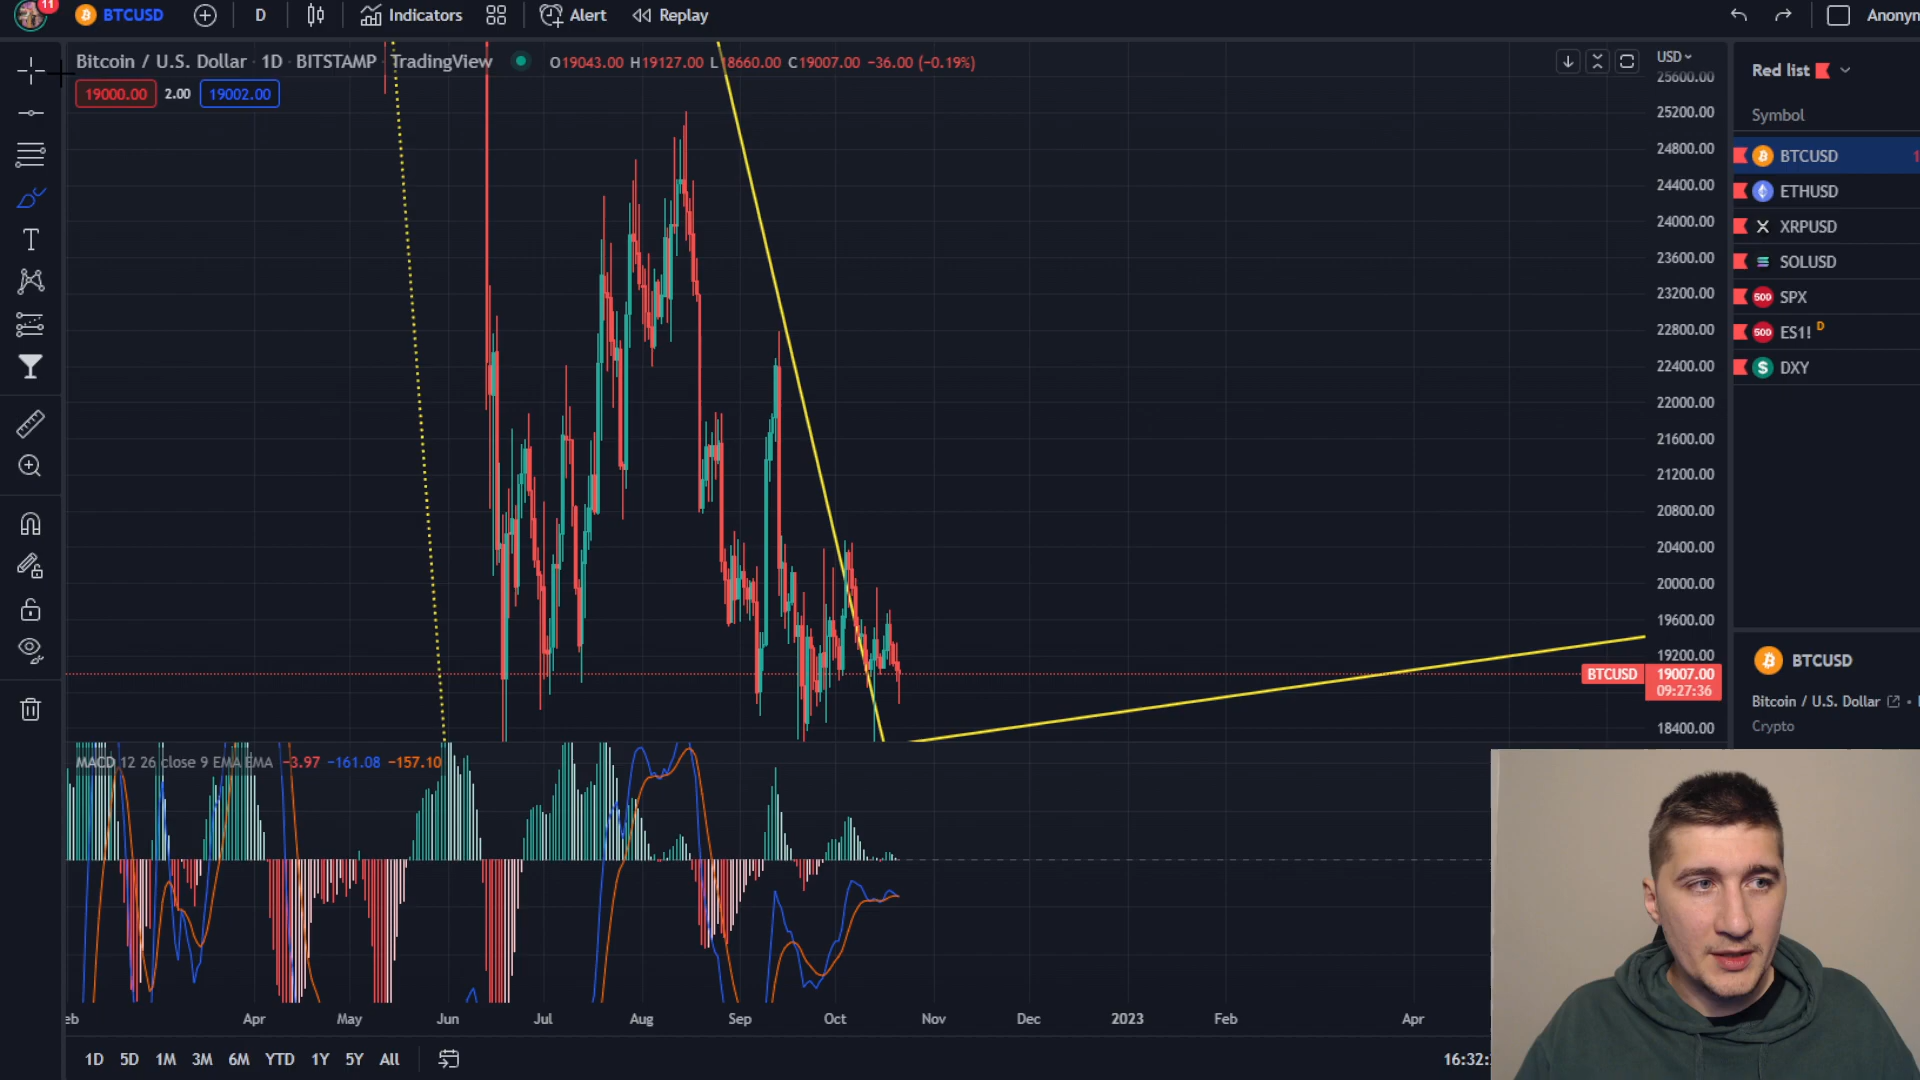 11
BTCUSD
D
Indicators
Alert
Replay
Anonym
Bitcoin / U.S. Dollar · 1D · BITSTAMP TradingView
O19043.00 H19127.00 L18660.00 C19007.00 −36.00 (−0.19%)
19000.00 2.00 19002.00
USD
25600.00
25200.00
24800.00
24400.00
24000.00
23600.00
23200.00
22800.00
22400.00
22000.00
21600.00
21200.00
20800.00
20400.00
20000.00
19600.00
19200.00
BTCUSD 19007.00
09:27:36
18400.00
Red list
Symbol
BTCUSD 1
ETHUSD
XRPUSD
SOLUSD
500 SPX
500 ES1! D
DXY
BTCUSD
Bitcoin / U.S. Dollar
Crypto
MACD 12 26 close 9 EMA EMA −3.97 −161.08 −157.10
eb Apr May Jun Jul Aug Sep Oct Nov Dec 2023 Feb Apr
1D 5D 1M 3M 6M YTD 1Y 5Y All
16:32: